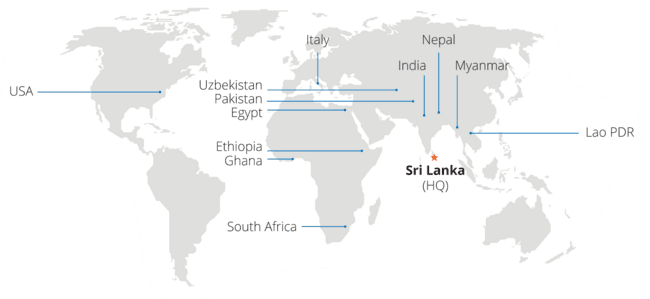 Italy
Nepal
India
Myanmar
USA
Uzbekistan
Pakistan
Egypt
Lao PDR
Ethiopia
Ghana
Sri Lanka
(HQ)
South Africa